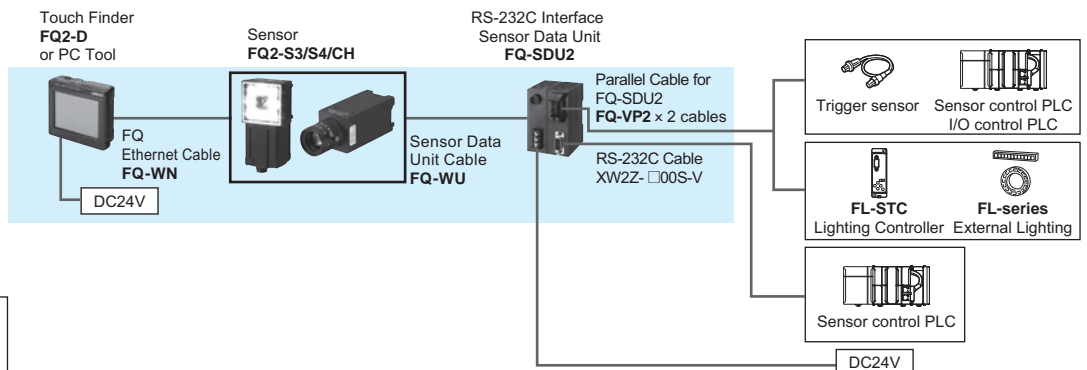 Touch Finder
FQ2-D
or PC Tool
Sensor
FQ2-S3/S4/CH
RS-232C Interface
Sensor Data Unit
FQ-SDU2
FQ
Ethernet Cable
FQ-WN
DC24V
Sensor Data
Unit Cable
FQ-WU
Parallel Cable for
FQ-SDU2
FQ-VP2 × 2 cables
RS-232C Cable
XW2Z- □00S-V
Trigger sensor
Sensor control PLC
I/O control PLC
FL-STC
Lighting Controller
FL-series
External Lighting
Sensor control PLC
DC24V